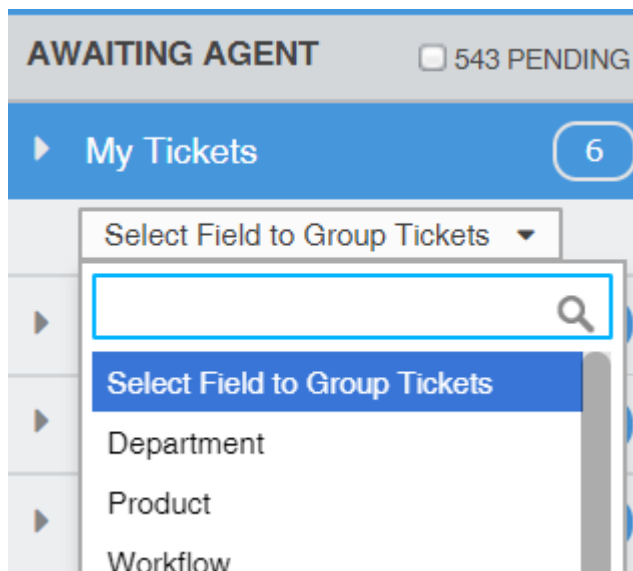 AWAITING AGENT 543 PENDING
My Tickets 6
Select Field to Group Tickets
Select Field to Group Tickets
Department
Product
Workflow